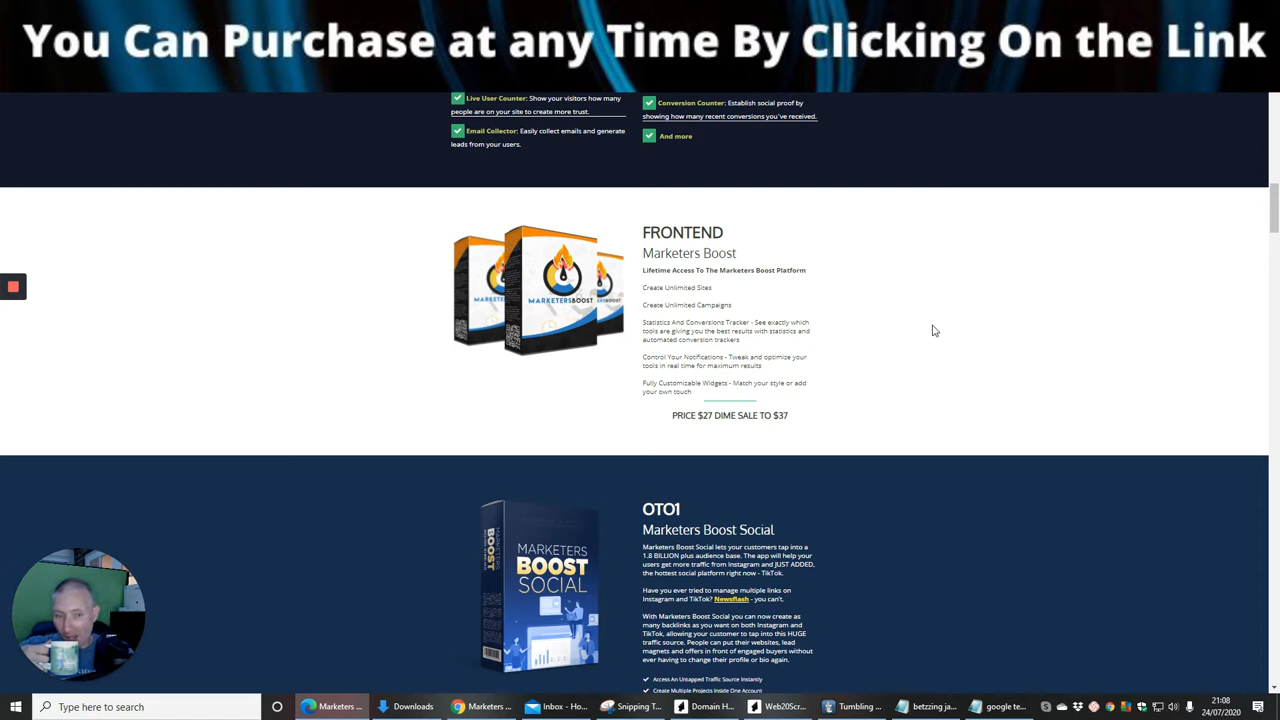 You Can Purchase at any Time By Clicking On the Link
Live User Counter: Show your visitors how many
people are on your site to create more trust.
Email Collector: Easily collect emails and generate
leads from your users.
Conversion Counter: Establish social proof by
showing how many recent conversions you've received.
And more
MARKETERSBOOST
FRONTEND
Marketers Boost
Lifetime Access To The Marketers Boost Platform
Create Unlimited Sites
Create Unlimited Campaigns
Statistics And Conversions Tracker - See exactly which
tools are giving you the best results with statistics and
automated conversion trackers
Control Your Notifications - Tweak and optimize your
tools in real time for maximum results
Fully Customizable Widgets - Match your style or add
your own touch
PRICE $27 DIME SALE TO $37
MARKETERS
BOOST
SOCIAL
OTO1
Marketers Boost Social
Marketers Boost Social lets your customers tap into a
1.8 BILLION plus audience base. The app will help your
users get more traffic from Instagram and JUST ADDED,
the hottest social platform right now - TikTok.
Have you ever tried to manage multiple links on
Instagram and TikTok? Newsflash - you can't.
With Marketers Boost Social you can now create as
many backlinks as you want on both Instagram and
TikTok, allowing your customer to tap into this HUGE
traffic source. People can put their websites, lead
magnets and offers in front of engaged buyers without
ever having to change their profile or bio again.
Access An Untapped Traffic Source Instantly
Create Multiple Projects Inside One Account
Type here to search
Marketers ...
Downloads
Marketers ...
Inbox - Ho...
Snipping T...
Domain H...
Web20Scr...
Tumbling ...
betzzing ja...
google te...
21:08
24/07/2020